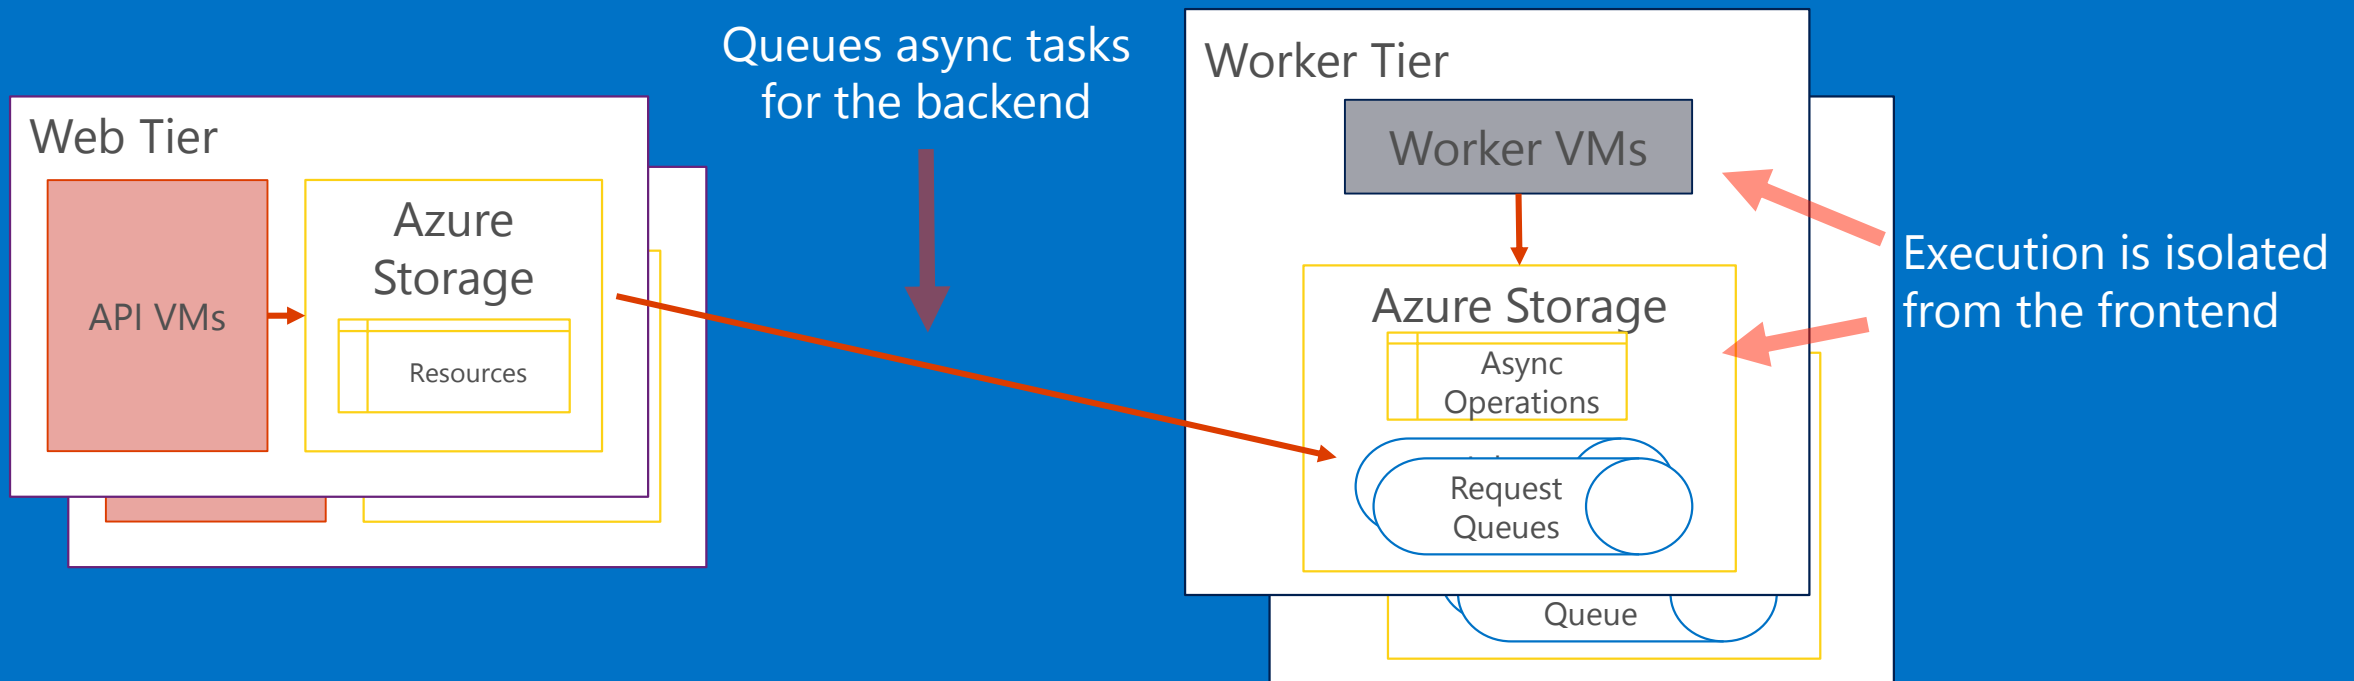 Queues async tasks
for the backend
Web Tier
API VMs
Azure
Storage
Resources
Worker Tier
Worker VMs
Azure Storage
Async
Operations
Request
Queues
Queue
Execution is isolated
from the frontend